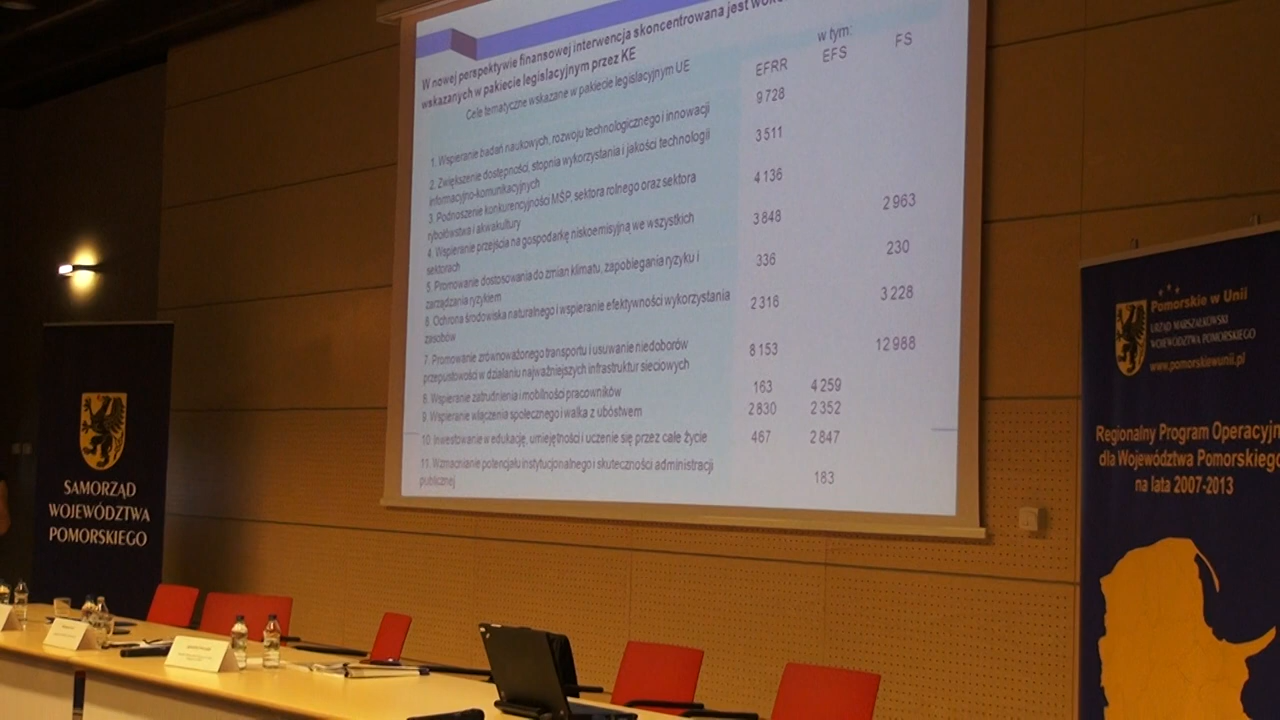 W nowej perspektywie finansowej interwencja skoncentrowana jest
wskazanych w pakiecie legislacyjnym przez KE
w tym:
Cele tematyczne wskazane w pakiecie legislacyjnym UE EFRR EFS FS
1. Wspieranie badań naukowych, rozwoju technologicznego i innowacji 9 728
2. Zwiększenie dostępności, stopnia wykorzystania i jakości technologii
informacyjno-komunikacyjnych 3 511
3. Podnoszenie konkurencyjności MŚP, sektora rolnego oraz sektora
rybołówstwa i akwakultury 4 136
4. Wspieranie przejścia na gospodarkę niskoemisyjną we wszystkich
sektorach 3 848 2 963
5. Promowanie dostosowania do zmian klimatu, zapobiegania ryzyku i
zarządzania ryzykiem 336 230
6. Ochrona środowiska naturalnego i wspieranie efektywności wykorzystania
zasobów 2 316 3 228
7. Promowanie zrównoważonego transportu i usuwanie niedoborów
przepustowości w działaniu najważniejszych infrastruktur sieciowych 8 153 12 988
8. Wspieranie zatrudnienia i mobilności pracowników 163 4 259
9. Wspieranie włączenia społecznego i walka z ubóstwem 2 830 2 352
10. Inwestowanie w edukację, umiejętności i uczenie się przez całe życie 467 2 847
11. Wzmacnianie potencjału instytucjonalnego i skuteczności administracji
publicznej 183
SAMORZĄD
WOJEWÓDZTWA
POMORSKIEGO
Pomorskie w Unii
URZĄD MARSZAŁKOWSKI
WOJEWÓDZTWA POMORSKIEGO
www.pomorskiewunii.pl
Regionalny Program Operacyjn
dla Województwa Pomorskiego
na lata 2007-2013